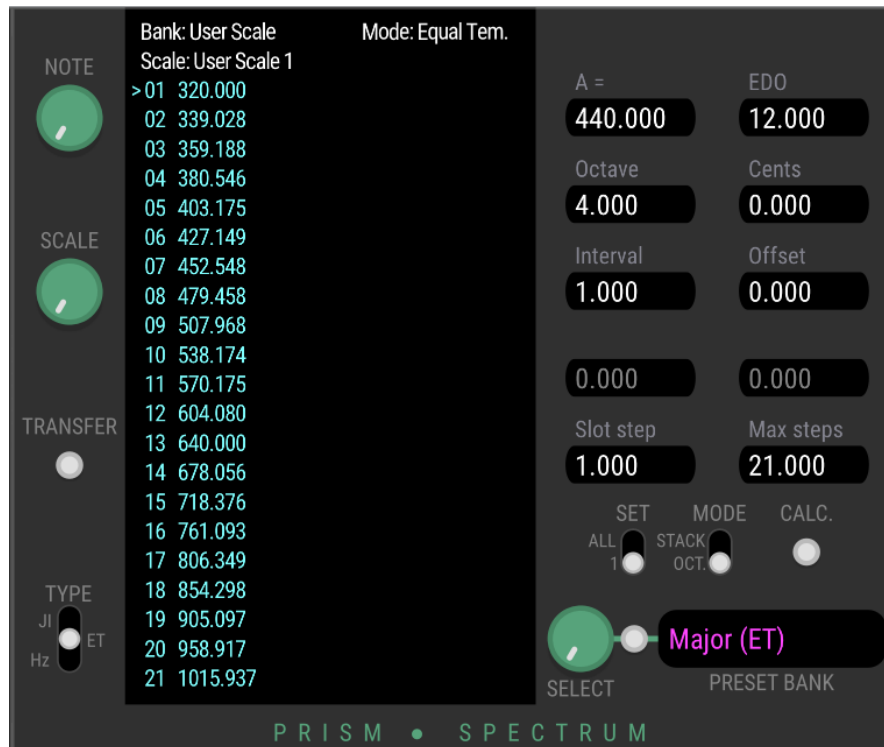 Bank: User Scale Mode: Equal Tem.
Scale: User Scale 1
>01 320.000
02 339.028
03 359.188
04 380.546
05 403.175
06 427.149
07 452.548
08 479.458
09 507.968
10 538.174
11 570.175
12 604.080
13 640.000
14 678.056
15 718.376
16 761.093
17 806.349
18 854.298
19 905.097
20 958.917
21 1015.937
NOTE
SCALE
TRANSFER
TYPE
JI
ET
Hz
A = EDO
440.000 12.000
Octave Cents
4.000 0.000
Interval Offset
1.000 0.000
0.000 0.000
Slot step Max steps
1.000 21.000
SET MODE CALC.
ALL STACK
1 OCT.
Major (ET)
SELECT PRESET BANK
PRISM • SPECTRUM